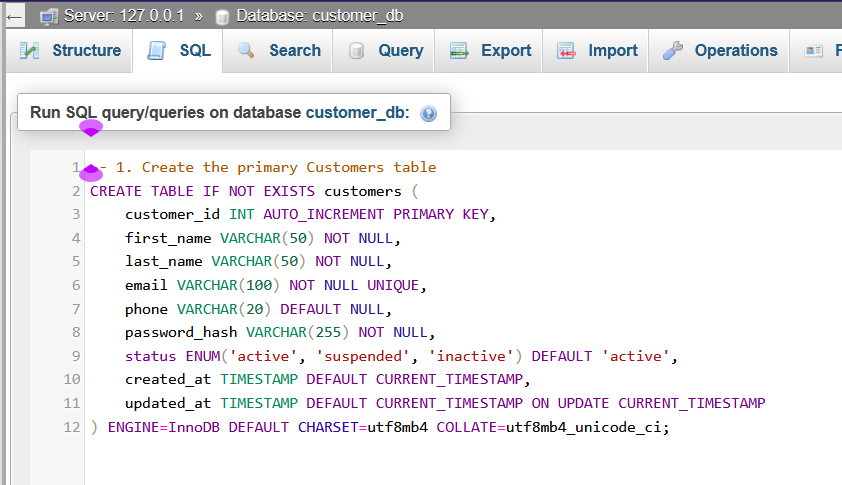 Server: 127.0.0.1 » Database: customer_db
Structure SQL Search Query Export Import Operations
Run SQL query/queries on database customer_db:
1 -- 1. Create the primary Customers table
2 CREATE TABLE IF NOT EXISTS customers (
3 customer_id INT AUTO_INCREMENT PRIMARY KEY,
4 first_name VARCHAR(50) NOT NULL,
5 last_name VARCHAR(50) NOT NULL,
6 email VARCHAR(100) NOT NULL UNIQUE,
7 phone VARCHAR(20) DEFAULT NULL,
8 password_hash VARCHAR(255) NOT NULL,
9 status ENUM('active', 'suspended', 'inactive') DEFAULT 'active',
10 created_at TIMESTAMP DEFAULT CURRENT_TIMESTAMP,
11 updated_at TIMESTAMP DEFAULT CURRENT_TIMESTAMP ON UPDATE CURRENT_TIMESTAMP
12 ) ENGINE=InnoDB DEFAULT CHARSET=utf8mb4 COLLATE=utf8mb4_unicode_ci;